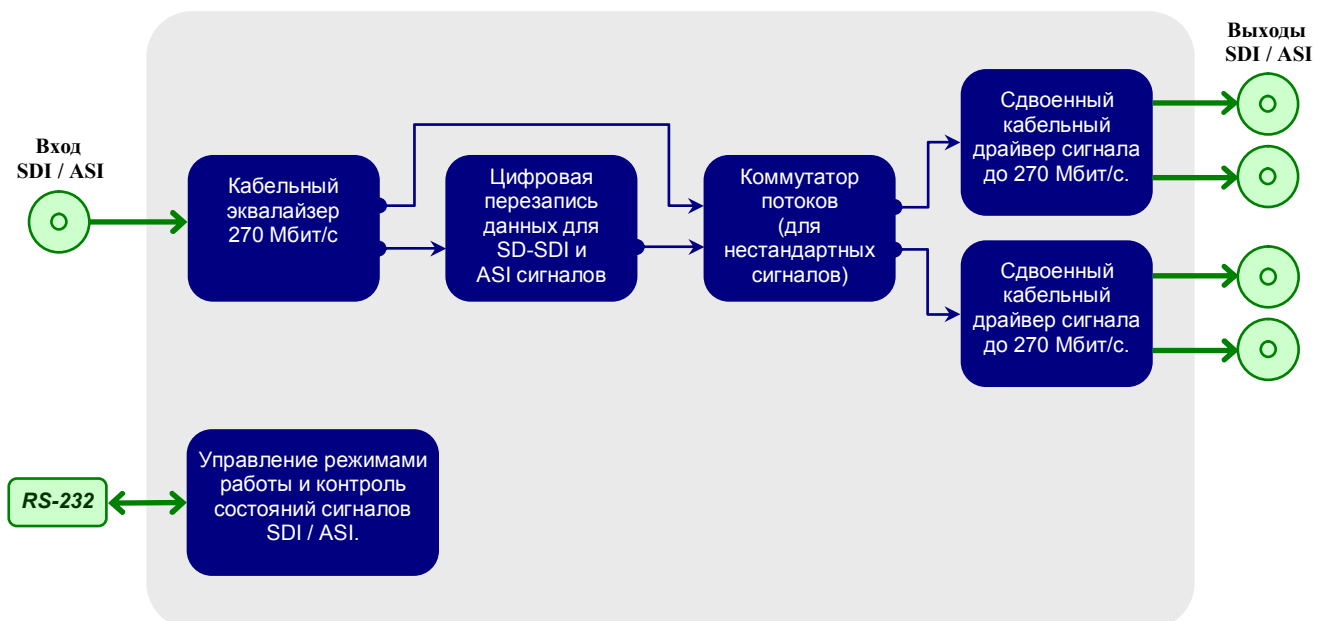 Выходы
SDI / ASI
Вход
SDI / ASI
Кабельный
эквалайзер
270 Мбит/с
Цифровая
перезапись
данных для
SD-SDI и
ASI сигналов
Коммутатор
потоков
(для
нестандартных
сигналов)
Сдвоенный
кабельный
драйвер сигнала
до 270 Мбит/с.
Сдвоенный
кабельный
драйвер сигнала
до 270 Мбит/с.
RS-232
Управление режимами
работы и контроль
состояний сигналов
SDI / ASI.